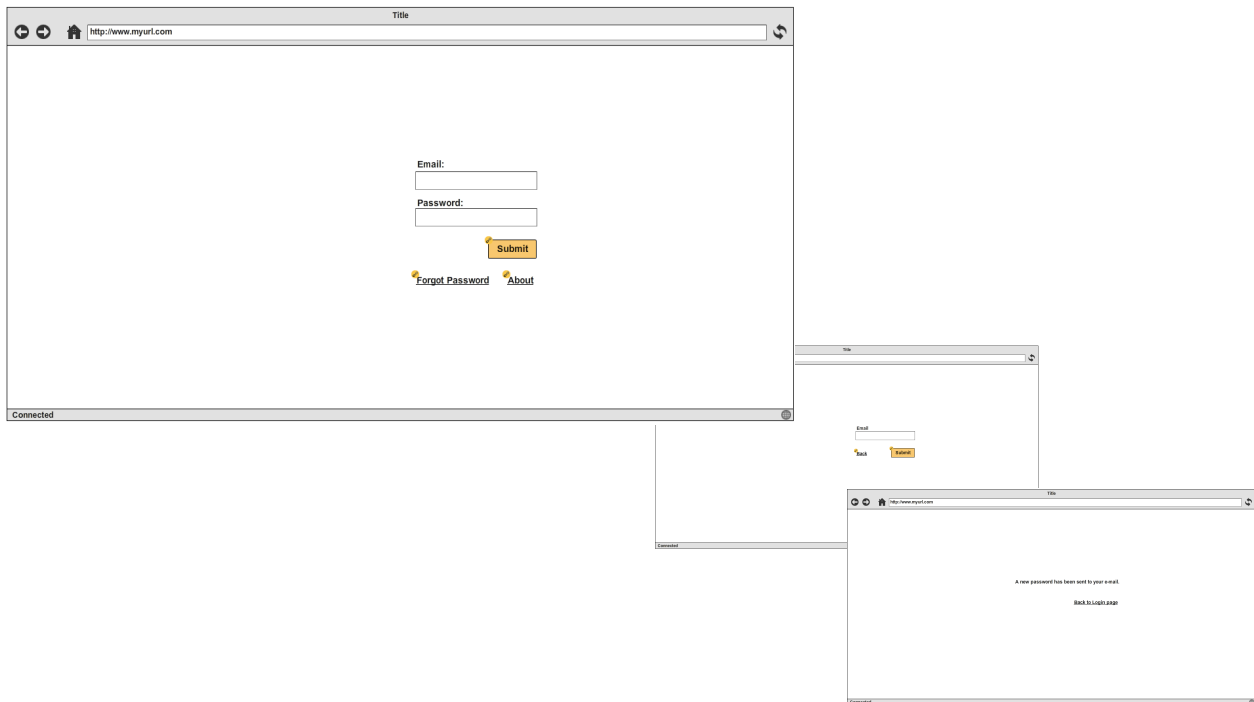 Title
http://www.myurl.com
Email:
Password:
Submit
Forgot Password About
Connected
Title
Email
Back Submit
Connected
Title
http://www.myurl.com
A new password has been sent to your e-mail.
Back to Login page
Connected